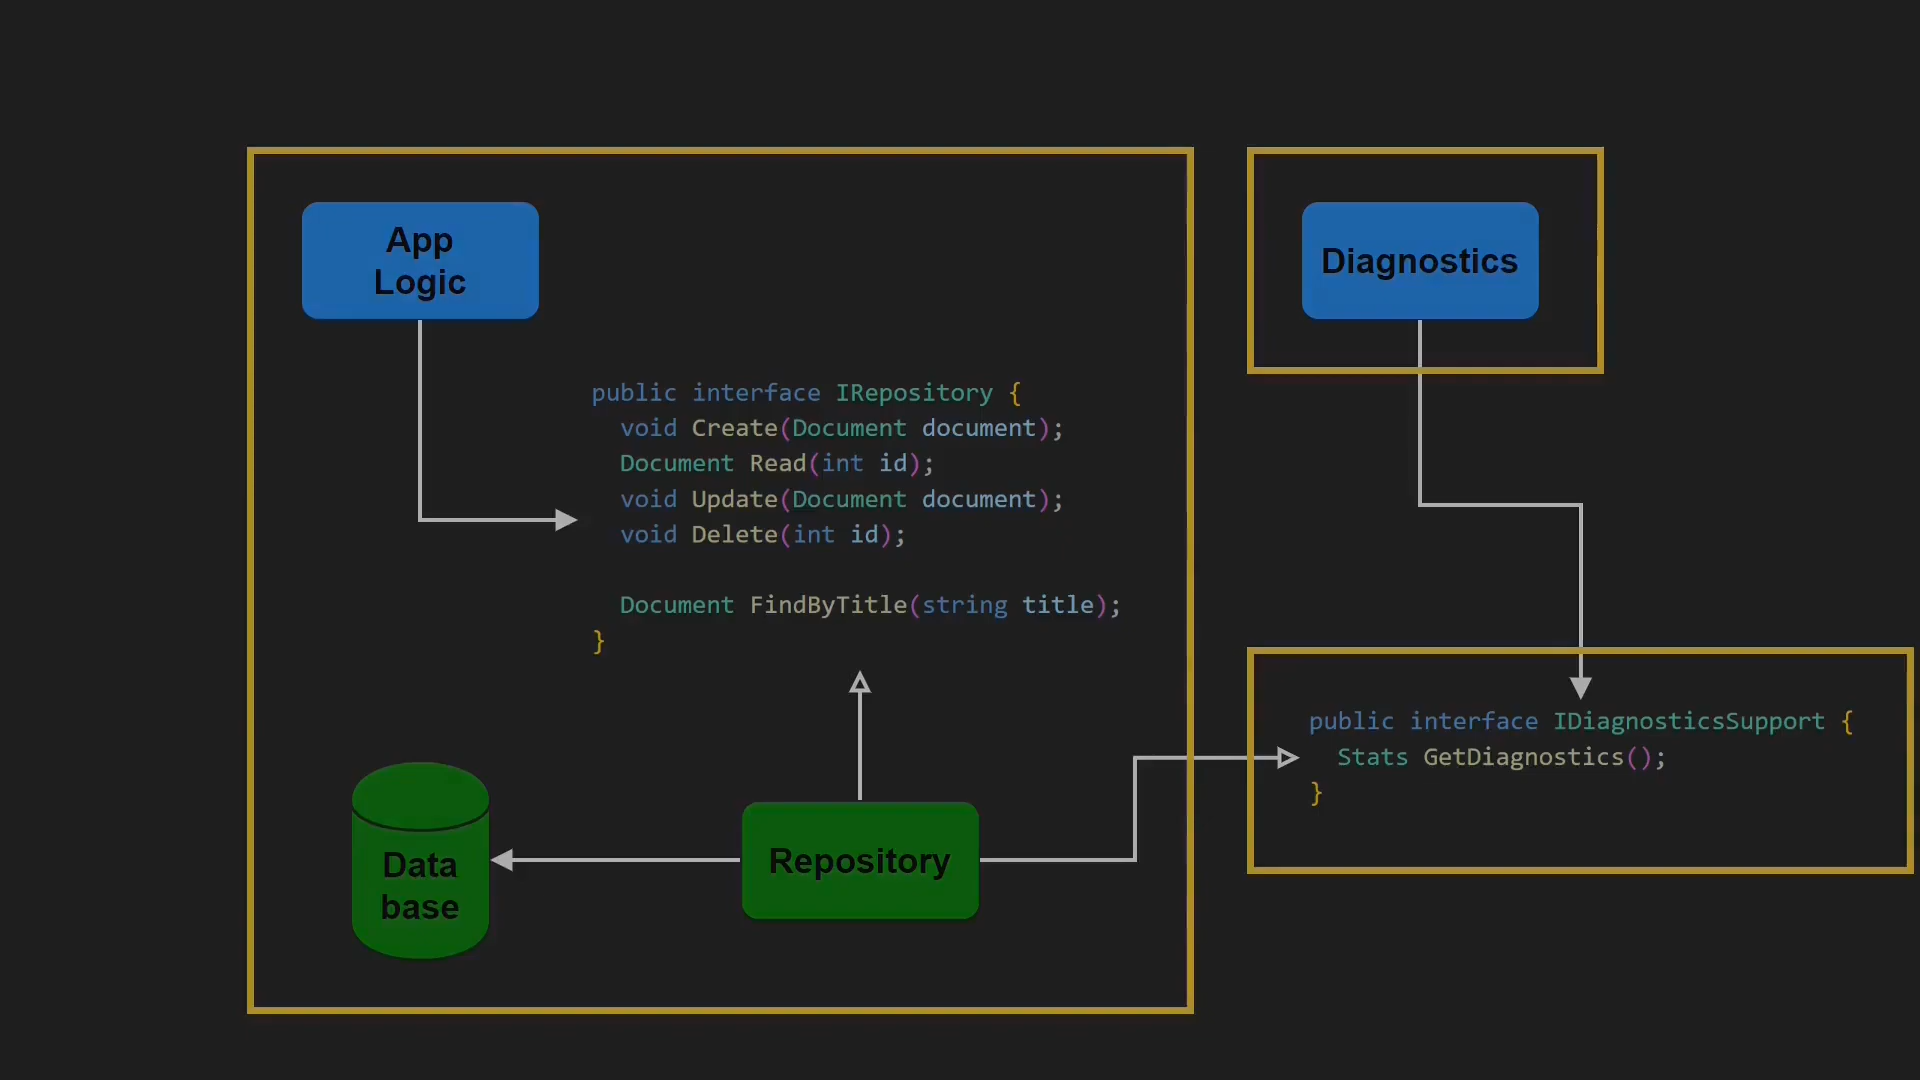 App
Logic
Diagnostics
public interface IRepository {
  void Create(Document document);
  Document Read(int id);
  void Update(Document document);
  void Delete(int id);

  Document FindByTitle(string title);
}
public interface IDiagnosticsSupport {
  Stats GetDiagnostics();
}
Data
base
Repository